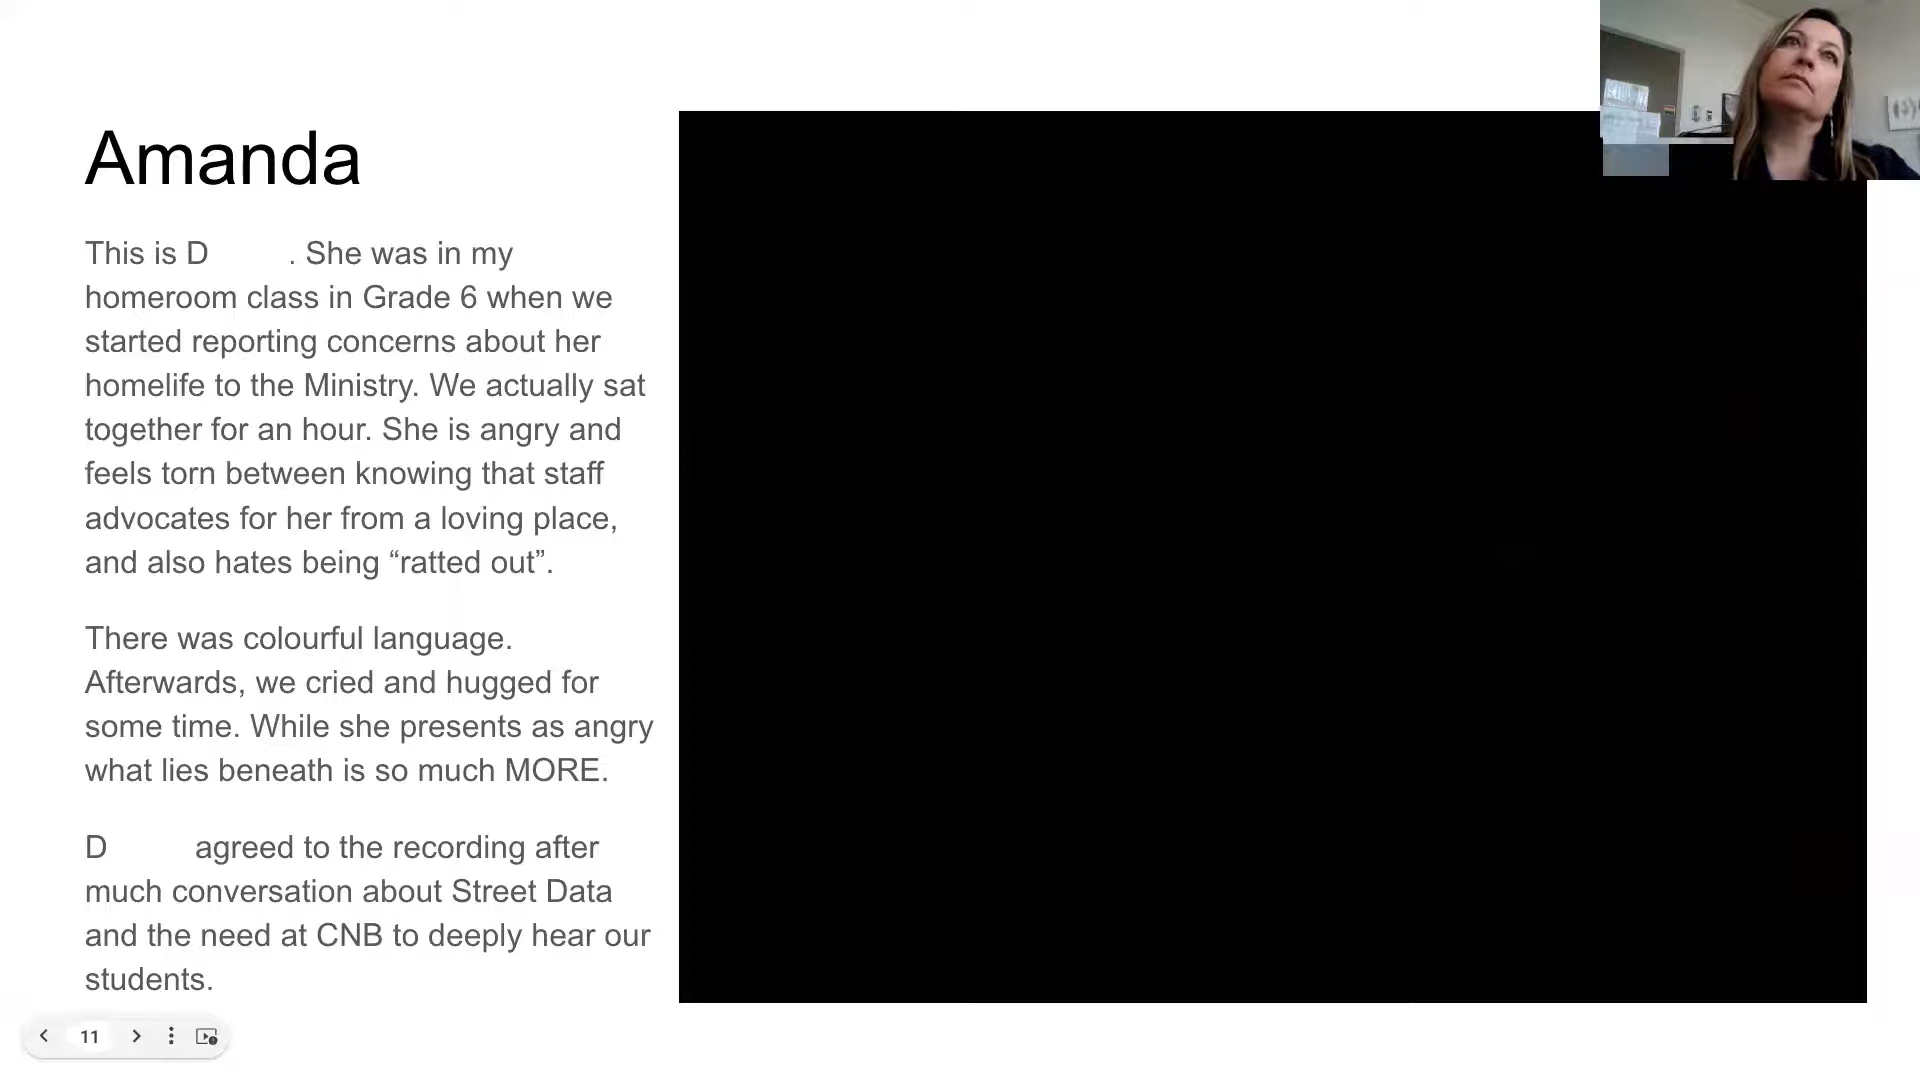 Amanda
This is D . She was in my
homeroom class in Grade 6 when we
started reporting concerns about her
homelife to the Ministry. We actually sat
together for an hour. She is angry and
feels torn between knowing that staff
advocates for her from a loving place,
and also hates being “ratted out”.
There was colourful language.
Afterwards, we cried and hugged for
some time. While she presents as angry
what lies beneath is so much MORE.
D agreed to the recording after
much conversation about Street Data
and the need at CNB to deeply hear our
students.
11